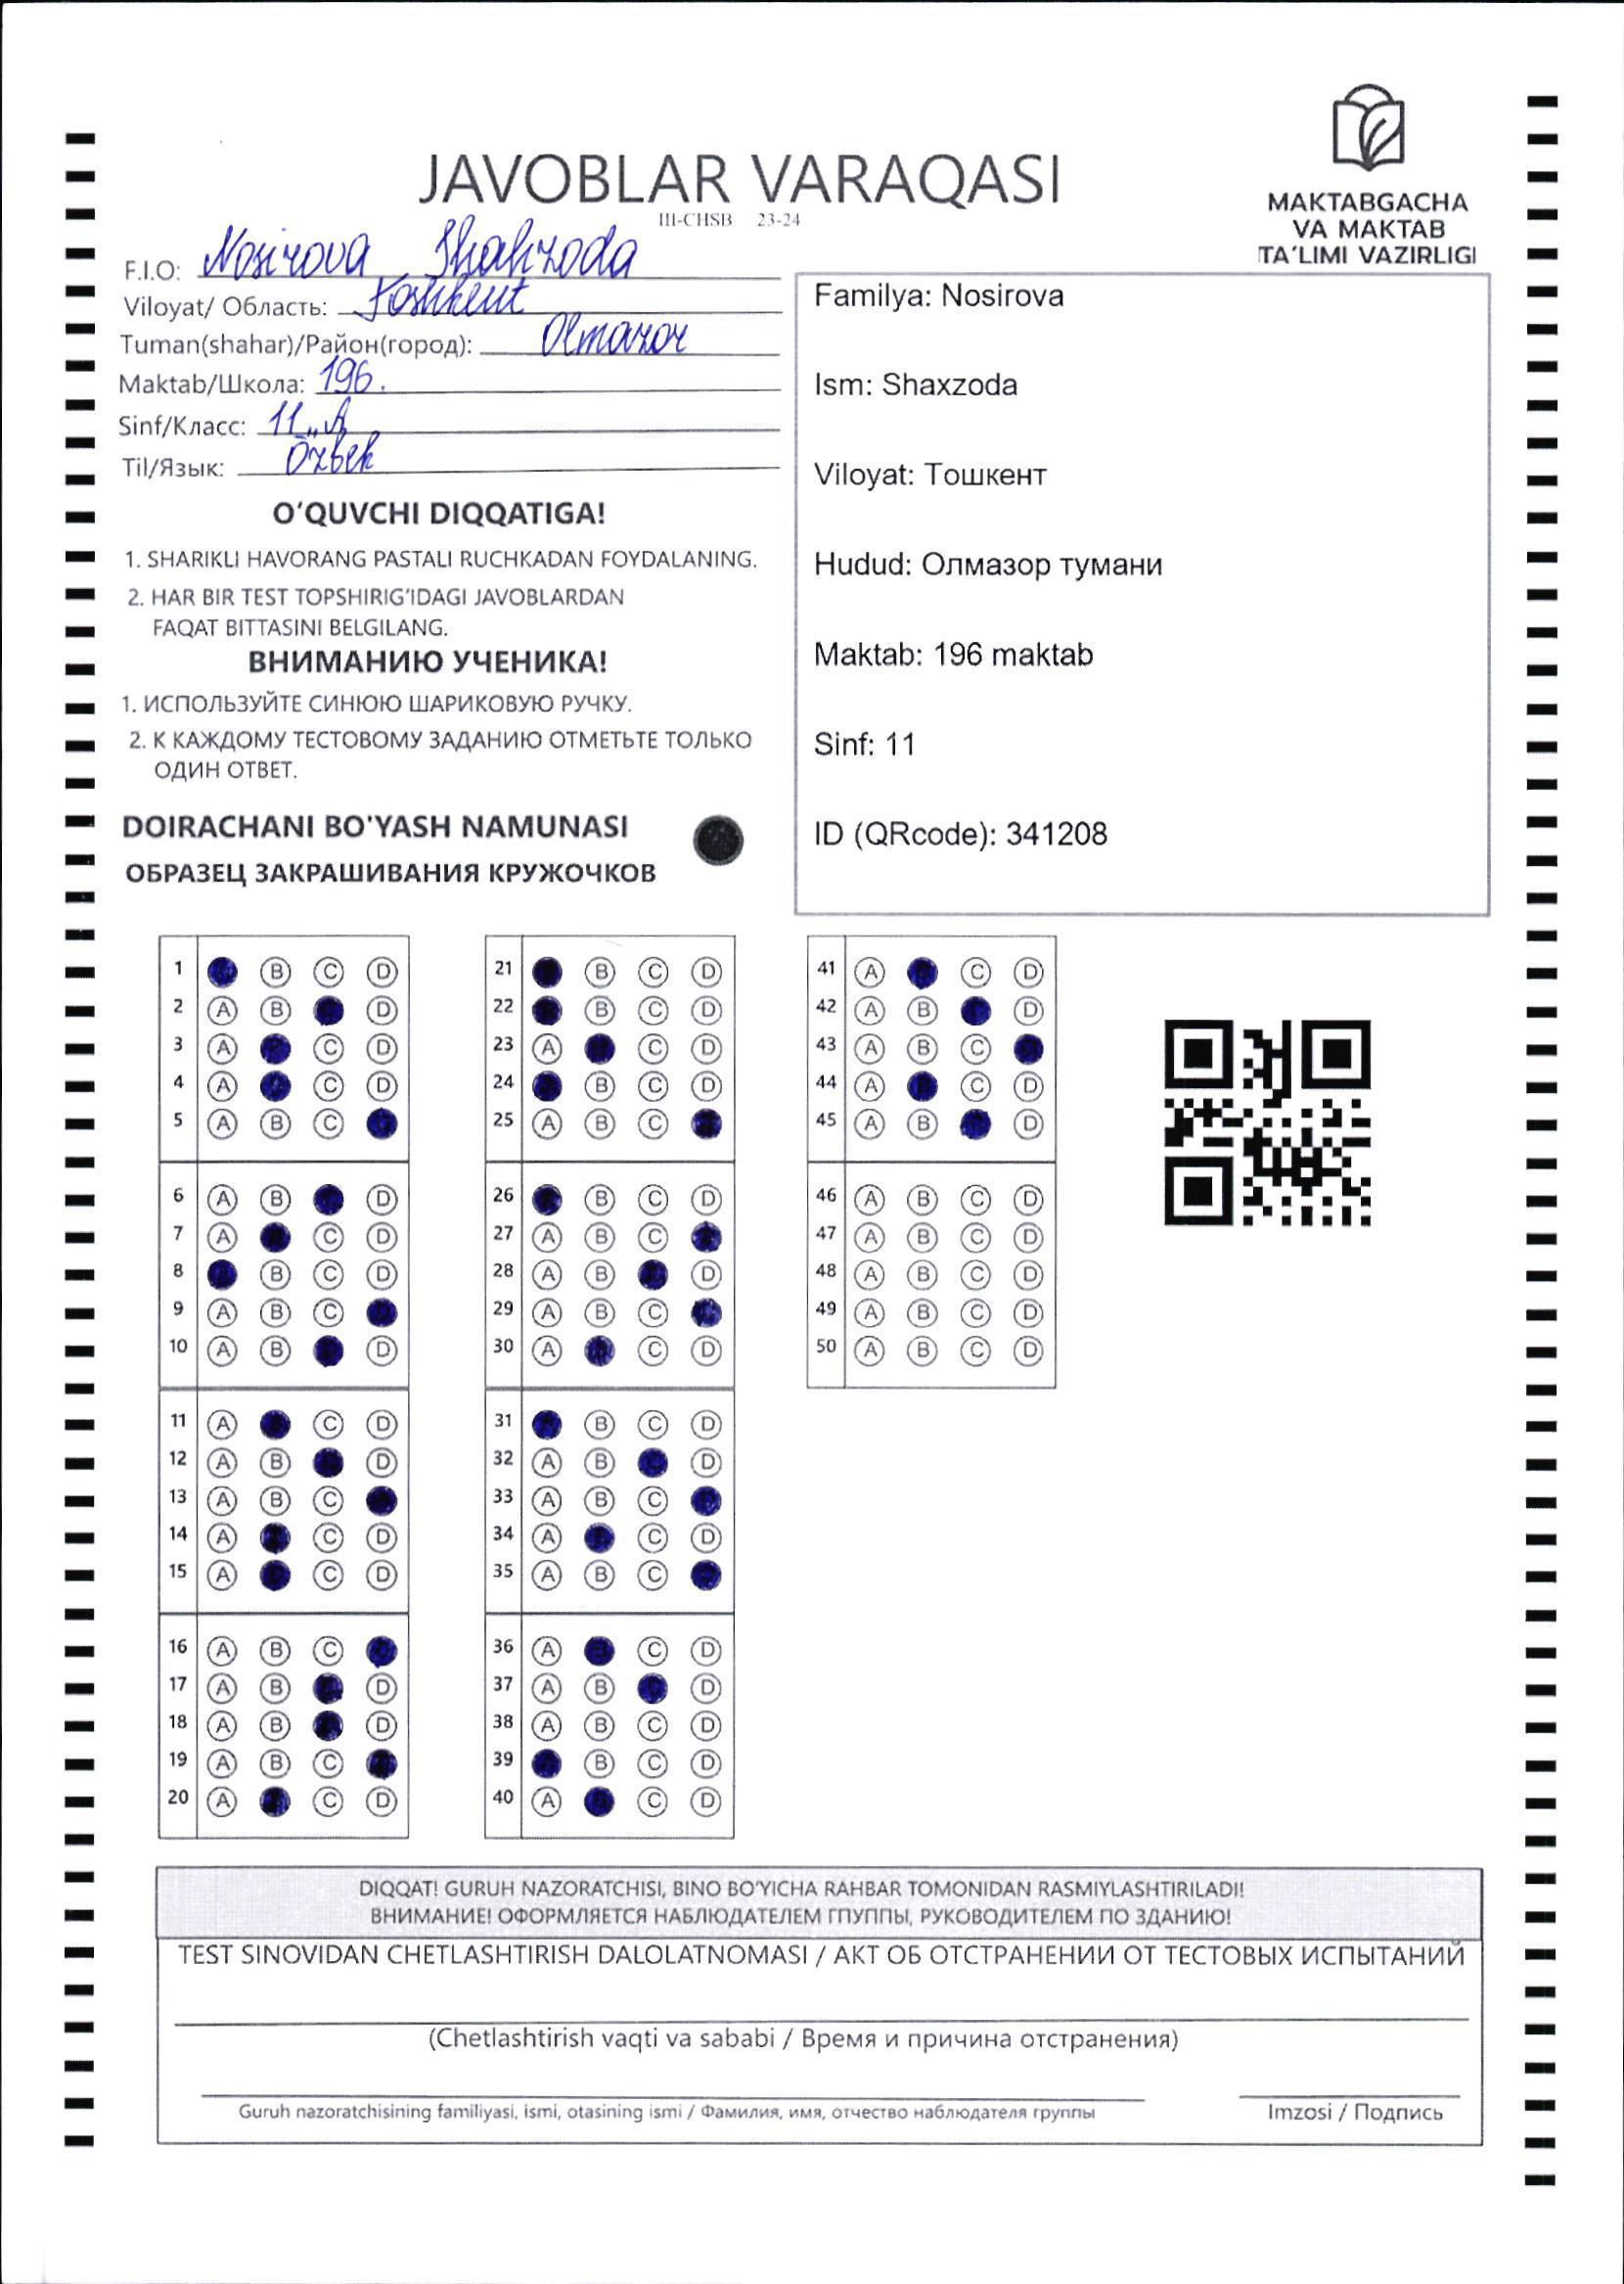 JAVOBLAR VARAQASI
III-CHSB 23-24
MAKTABGACHA
VA MAKTAB
TA'LIMI VAZIRLIGI
F.I.O: Nosirova Shahzoda
Viloyat/ Область: Toshkent
Tuman(shahar)/Район(город): Olmazor
Maktab/Школа: 196.
Sinf/Класс: 11 „A
Til/Язык: Õzbek
Familya: Nosirova
Ism: Shaxzoda
Viloyat: Тошкент
Hudud: Олмазор тумани
Maktab: 196 maktab
Sinf: 11
ID (QRcode): 341208
O'QUVCHI DIQQATIGA!
1. SHARIKLI HAVORANG PASTALI RUCHKADAN FOYDALANING.
2. HAR BIR TEST TOPSHIRIG'IDAGI JAVOBLARDAN
FAQAT BITTASINI BELGILANG.
ВНИМАНИЮ УЧЕНИКА!
1. ИСПОЛЬЗУЙТЕ СИНЮЮ ШАРИКОВУЮ РУЧКУ.
2. К КАЖДОМУ ТЕСТОВОМУ ЗАДАНИЮ ОТМЕТЬТЕ ТОЛЬКО
ОДИН ОТВЕТ.
DOIRACHANI BO'YASH NAMUNASI
ОБРАЗЕЦ ЗАКРАШИВАНИЯ КРУЖОЧКОВ
1 B C D
2 A B D
3 A C D
4 A C D
5 A B C
6 A B D
7 A C D
8 B C D
9 A B C
10 A B D
11 A C D
12 A B D
13 A B C
14 A C D
15 A C D
16 A B C
17 A B D
18 A B D
19 A B C
20 A C D
21 B C D
22 B C D
23 A C D
24 B C D
25 A B C
26 B C D
27 A B C
28 A B D
29 A B C
30 A C D
31 B C D
32 A B D
33 A B C
34 A C D
35 A B C
36 A C D
37 A B D
38 A B C D
39 B C D
40 A C D
41 A C D
42 A B D
43 A B C
44 A C D
45 A B D
46 A B C D
47 A B C D
48 A B C D
49 A B C D
50 A B C D
DIQQAT! GURUH NAZORATCHISI, BINO BO'YICHA RAHBAR TOMONIDAN RASMIYLASHTIRILADI!
ВНИМАНИЕ! ОФОРМЛЯЕТСЯ НАБЛЮДАТЕЛЕМ ГПУППЫ, РУКОВОДИТЕЛЕМ ПО ЗДАНИЮ!
TEST SINOVIDAN CHETLASHTIRISH DALOLATNOMASI / АКТ ОБ ОТСТРАНЕНИИ ОТ ТЕСТОВЫХ ИСПЫТАНИЙ
(Chetlashtirish vaqti va sababi / Время и причина отстранения)
Guruh nazoratchisining familiyasi, ismi, otasining ismi / Фамилия, имя, отчество наблюдателя группы
Imzosi / Подпись